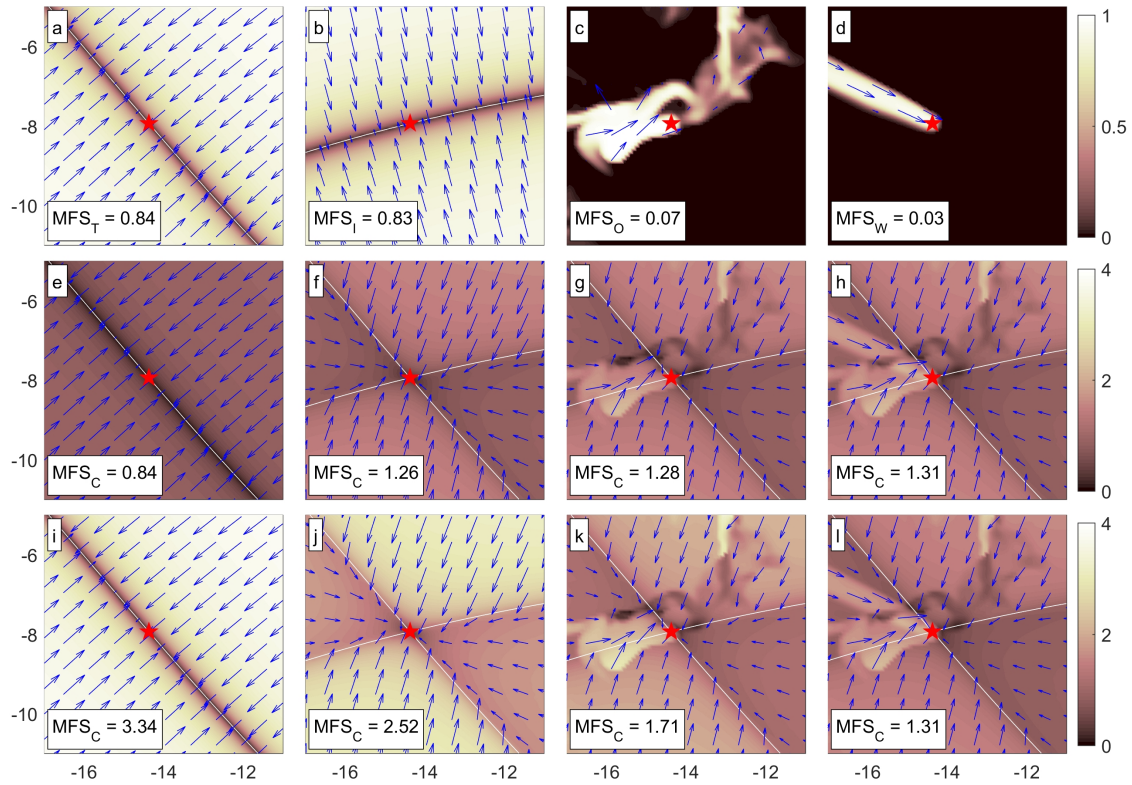 a
b
c
d
1
-6
-8
0.5
-10
MFS_T = 0.84
MFS_I = 0.83
MFS_O = 0.07
MFS_W = 0.03
0
e
f
g
h
4
-6
-8
2
-10
MFS_C = 0.84
MFS_C = 1.26
MFS_C = 1.28
MFS_C = 1.31
0
i
j
k
l
4
-6
-8
2
-10
MFS_C = 3.34
MFS_C = 2.52
MFS_C = 1.71
MFS_C = 1.31
0
-16 -14 -12
-16 -14 -12
-16 -14 -12
-16 -14 -12